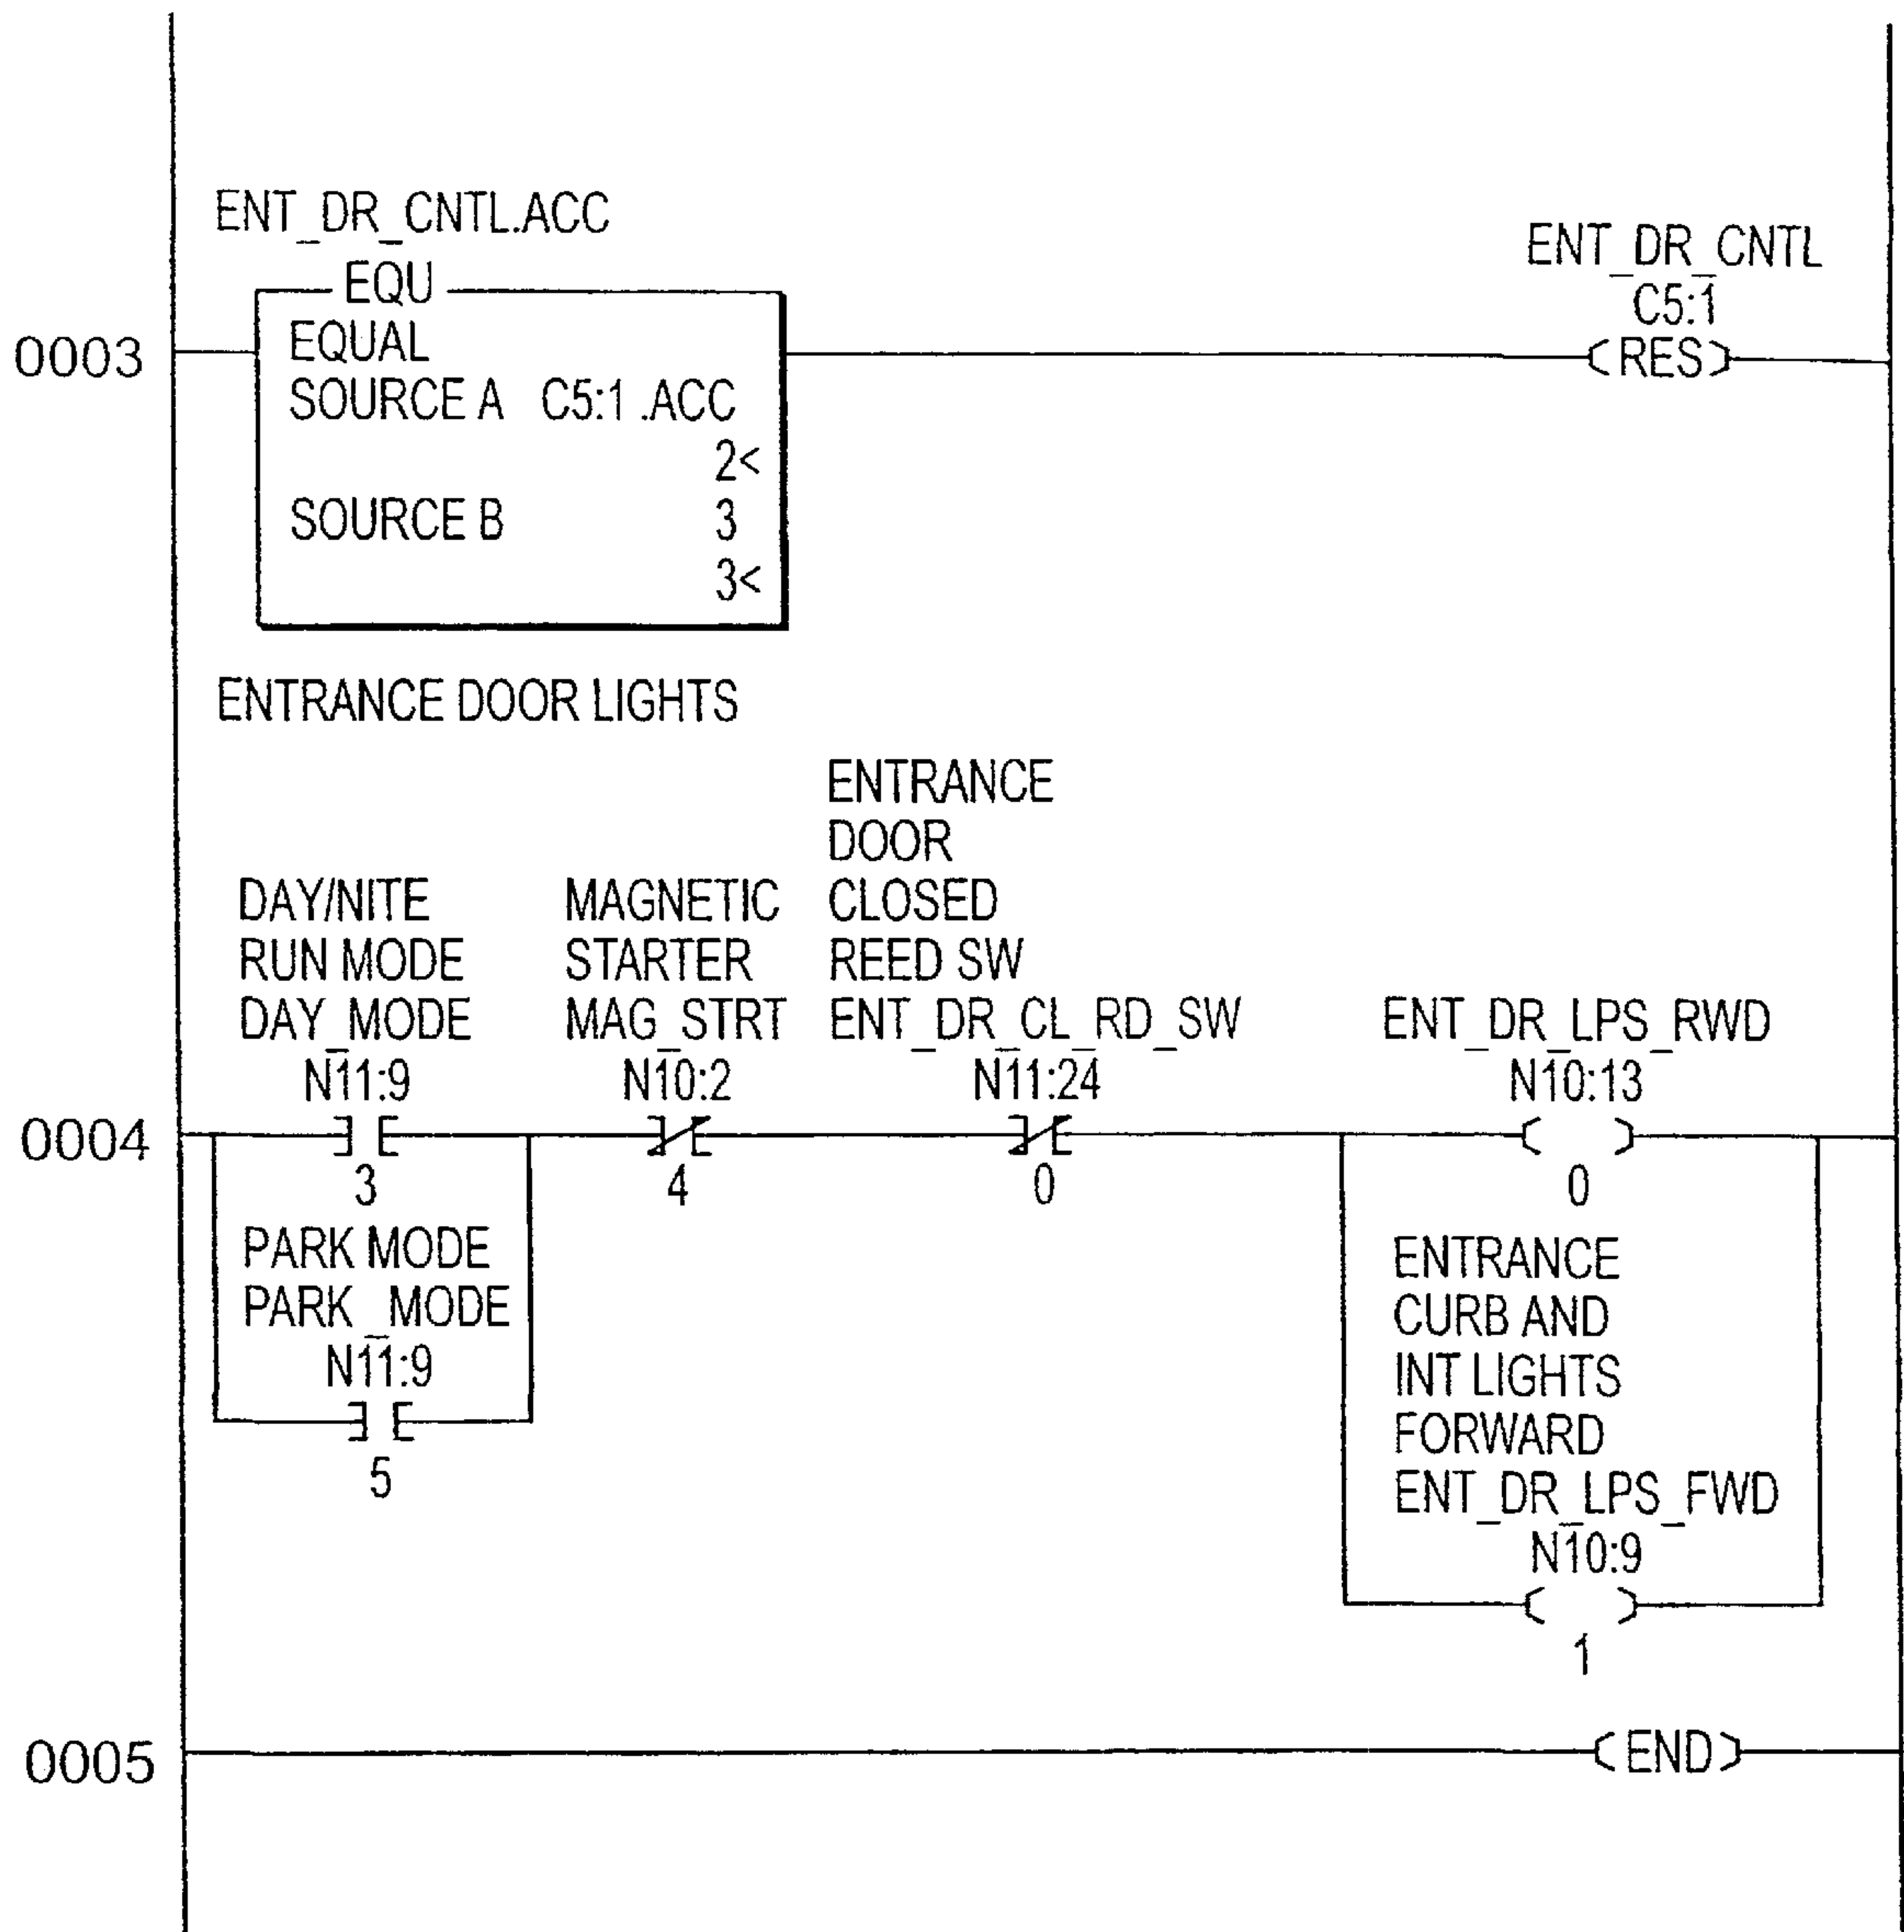 ENT_DR_CNTL.ACC
EQU
EQUAL
SOURCE A C5:1 .ACC
2<
SOURCE B 3
3<
ENT_DR_CNTL
C5:1
(RES)
0003
ENTRANCE DOOR LIGHTS
0004
DAY/NITE
RUN MODE
DAY_MODE
N11:9
3
MAGNETIC
STARTER
MAG_STRT
N10:2
4
ENTRANCE
DOOR
CLOSED
REED SW
ENT_DR_CL_RD_SW
N11:24
0
ENT_DR_LPS_RWD
N10:13
0
PARK MODE
PARK_MODE
N11:9
5
ENTRANCE
CURB AND
INT LIGHTS
FORWARD
ENT_DR_LPS_FWD
N10:9
1
0005
(END)